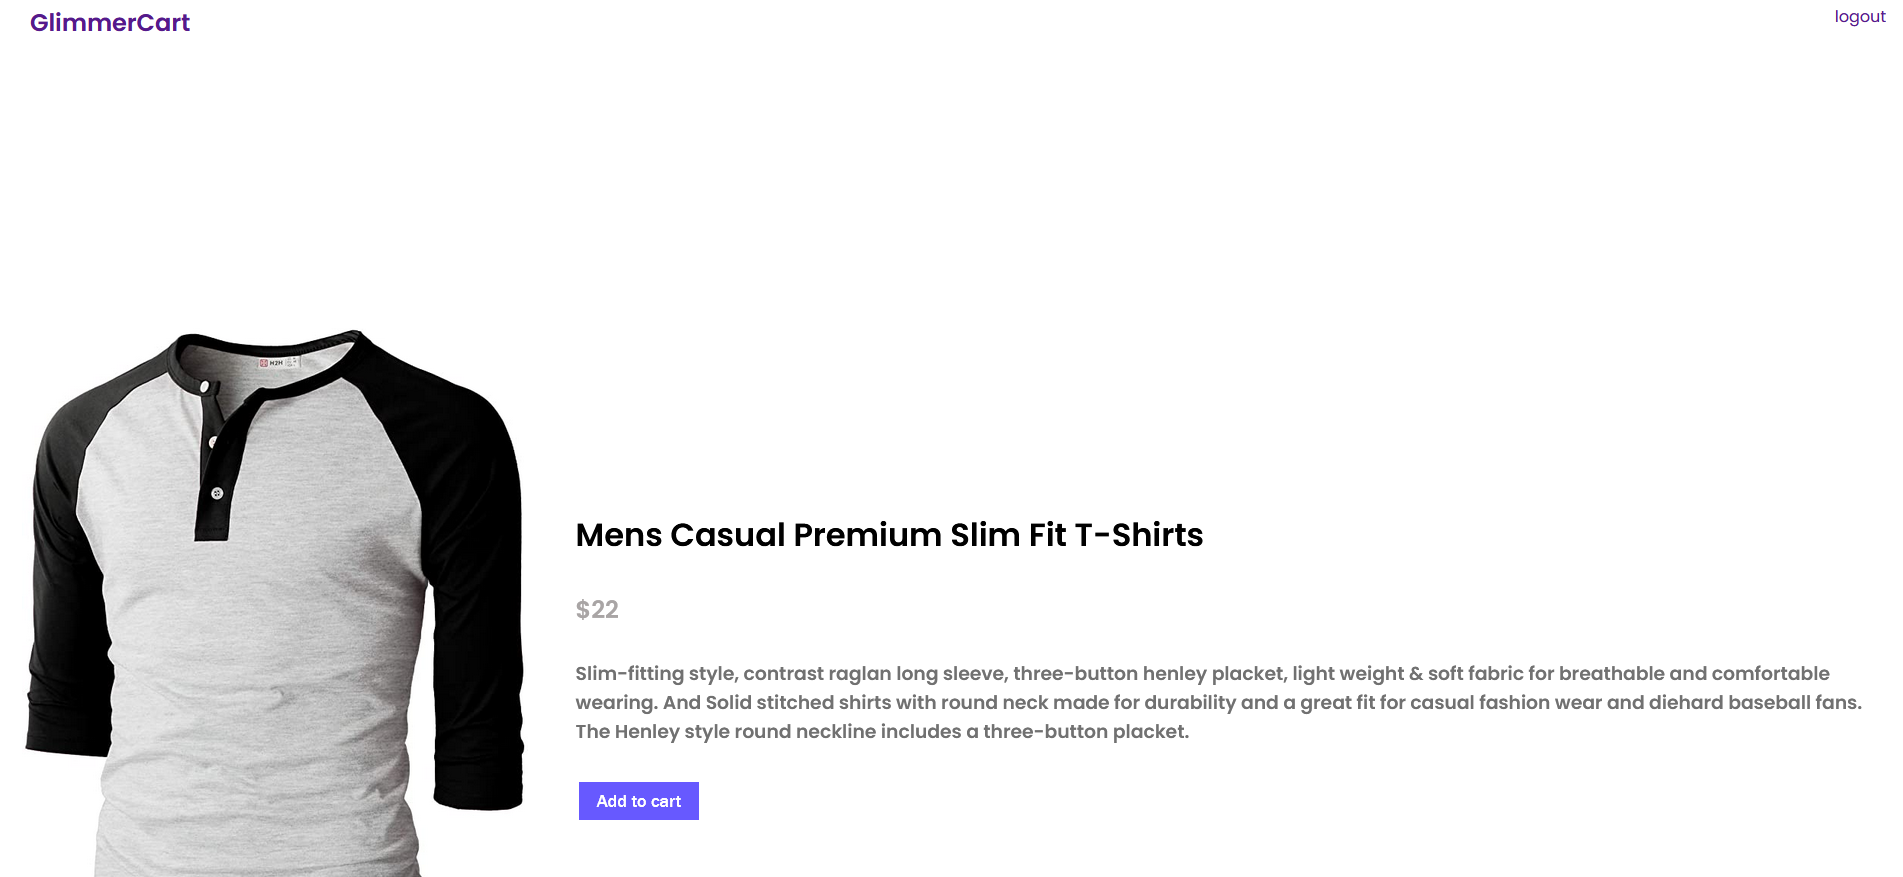 GlimmerCart
logout
H2H
Mens Casual Premium Slim Fit T-Shirts
$22
Slim-fitting style, contrast raglan long sleeve, three-button henley placket, light weight & soft fabric for breathable and comfortable
wearing. And Solid stitched shirts with round neck made for durability and a great fit for casual fashion wear and diehard baseball fans.
The Henley style round neckline includes a three-button placket.
Add to cart